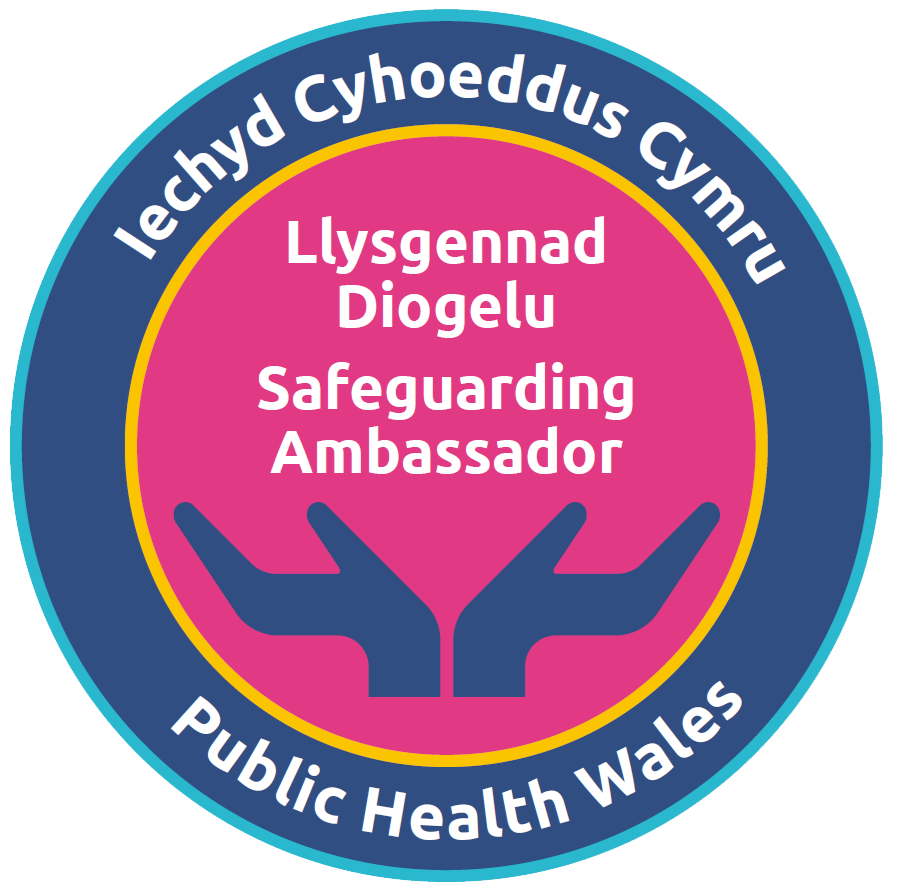 Iechyd Cyhoeddus Cymru
Llysgennad
Diogelu
Safeguarding
Ambassador
Public Health Wales